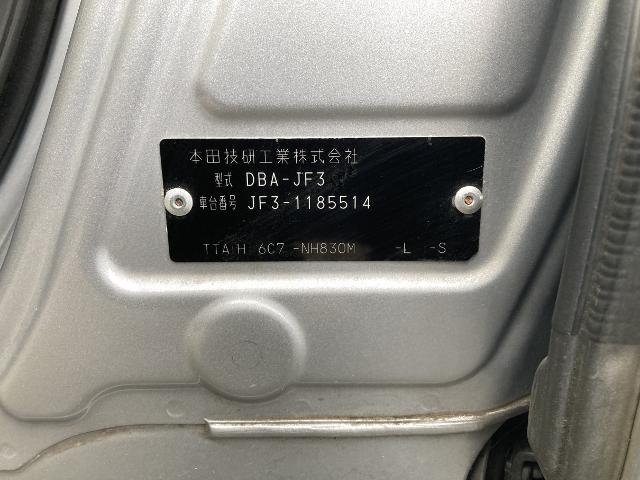 本田技研工業株式会社
型式 DBA-JF3
車台番号 JF3-1185514
TTA H 6C7 -NH830M -L -S